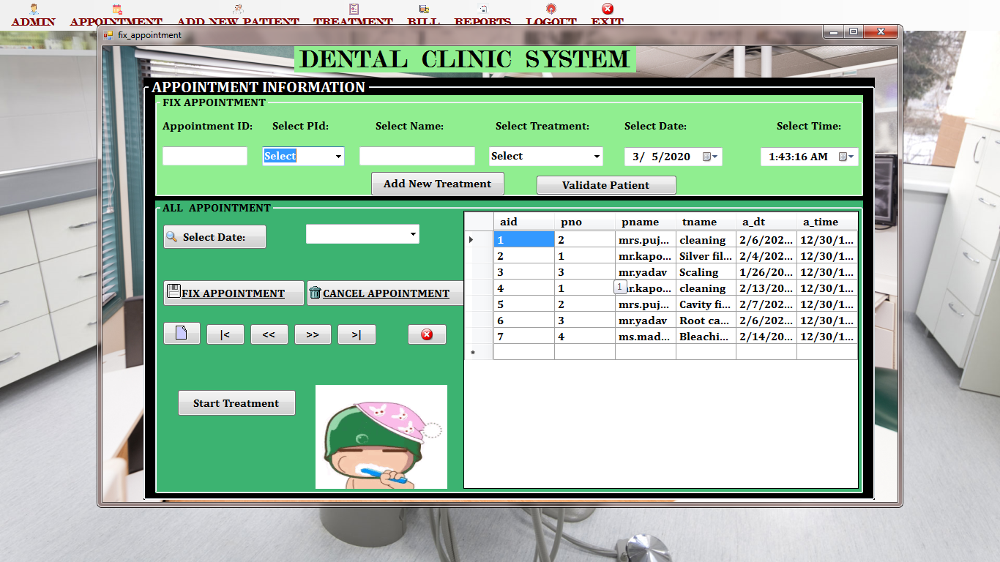 ADMIN APPOINTMENT ADD NEW PATIENT TREATMENT BILL REPORTS LOGOUT EXIT
fix_appointment
DENTAL CLINIC SYSTEM
APPOINTMENT INFORMATION
FIX APPOINTMENT
Appointment ID: Select PId: Select Name: Select Treatment: Select Date: Select Time:
Select Select 3/ 5/2020 1:43:16 AM
Add New Treatment Validate Patient
ALL APPOINTMENT
Select Date:
FIX APPOINTMENT CANCEL APPOINTMENT
|< << >> >|
Start Treatment
aid pno pname tname a_dt a_time
1 2 mrs.puj... cleaning 2/6/202... 12/30/1...
2 1 mr.kapo... Silver fil... 2/4/202... 12/30/1...
3 3 mr.yadav Scaling 1/26/20... 12/30/1...
4 1 1 r.kapo... cleaning 2/13/20... 12/30/1...
5 2 mrs.puj... Cavity fi... 2/7/202... 12/30/1...
6 3 mr.yadav Root ca... 2/6/202... 12/30/1...
7 4 ms.mad... Bleachi... 2/14/20... 12/30/1...
*